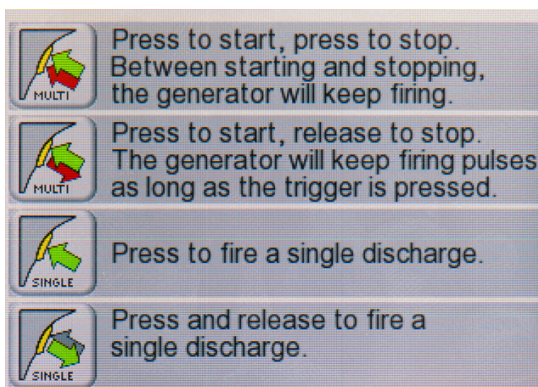 Press to start, press to stop.
Between starting and stopping,
the generator will keep firing.
MULTI
Press to start, release to stop.
The generator will keep firing pulses
as long as the trigger is pressed.
MULTI
Press to fire a single discharge.
SINGLE
Press and release to fire a
single discharge.
SINGLE